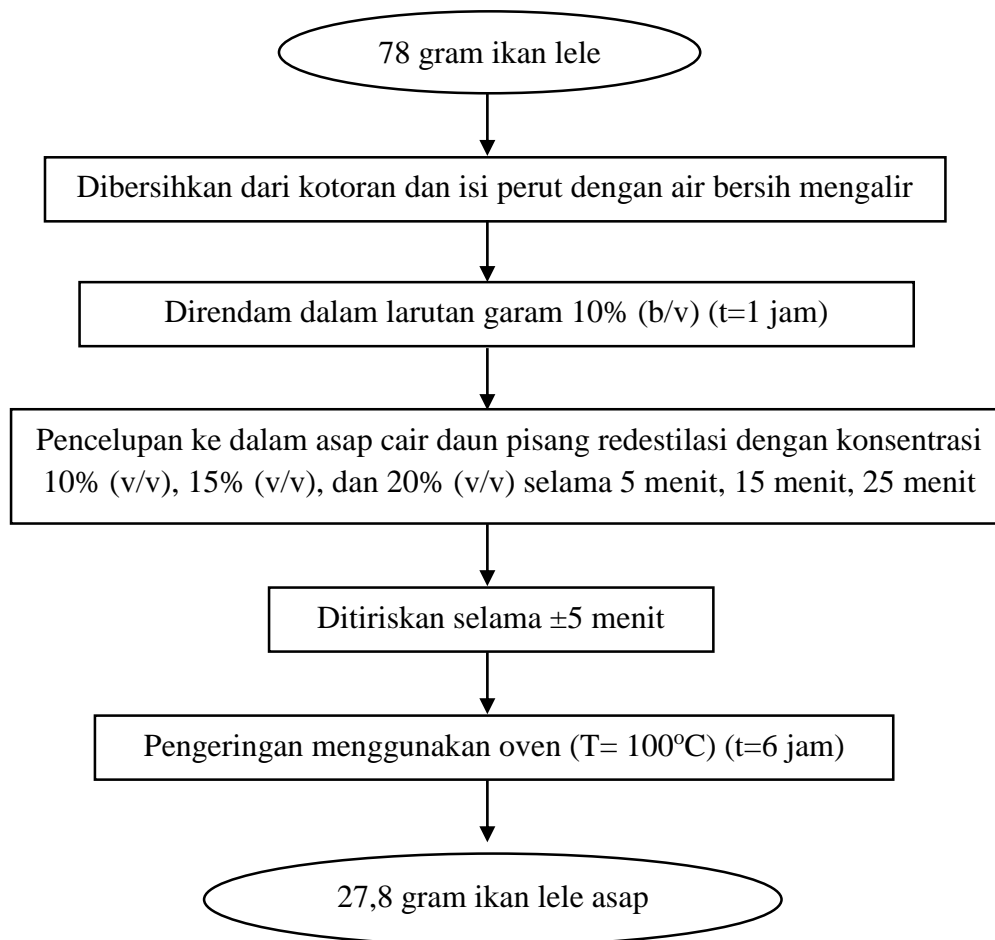 78 gram ikan lele
Dibersihkan dari kotoran dan isi perut dengan air bersih mengalir
Direndam dalam larutan garam 10% (b/v) (t=1 jam)
Pencelupan ke dalam asap cair daun pisang redestilasi dengan konsentrasi
10% (v/v), 15% (v/v), dan 20% (v/v) selama 5 menit, 15 menit, 25 menit
Ditiriskan selama ±5 menit
Pengeringan menggunakan oven (T= 100ºC) (t=6 jam)
27,8 gram ikan lele asap